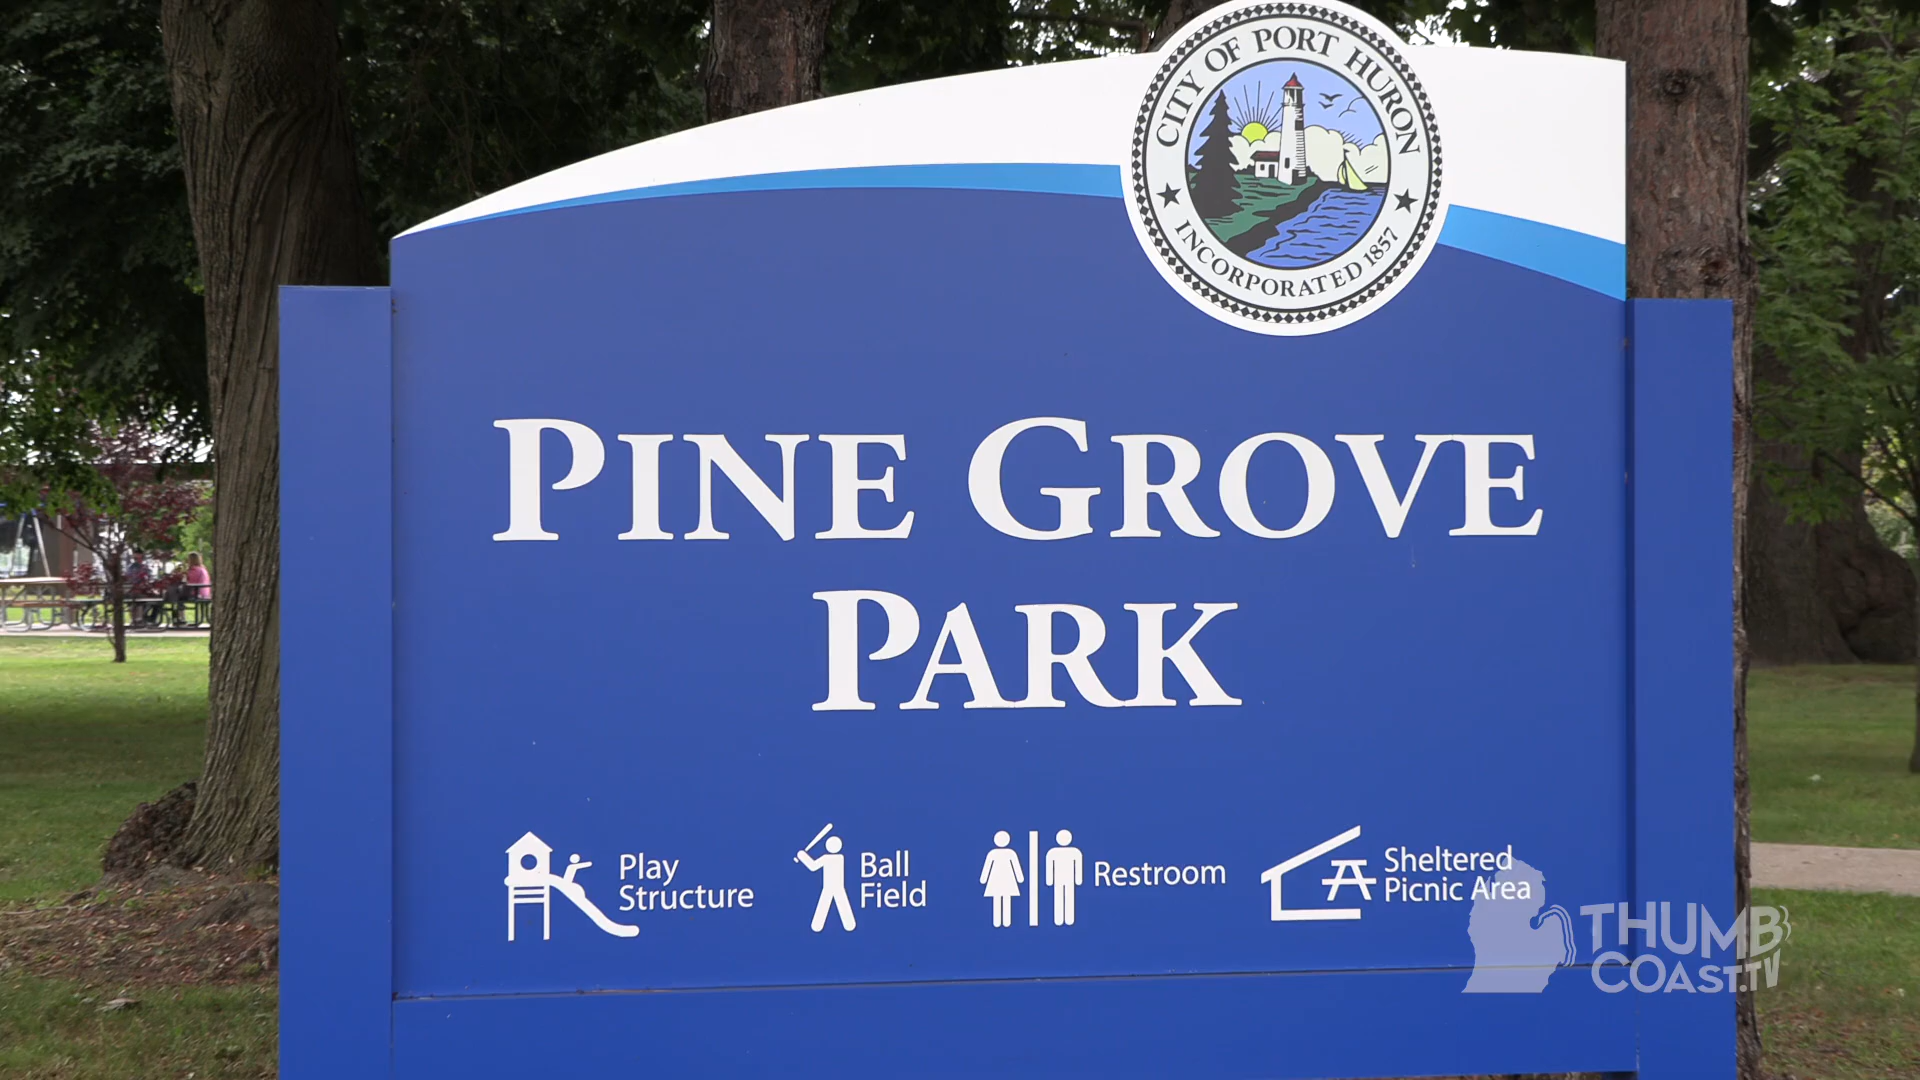 CITY OF PORT HURON
INCORPORATED 1857
PINE GROVE
PARK
Play
Structure
Ball
Field
Restroom
Sheltered
Picnic Area
THUMB
COAST.TV